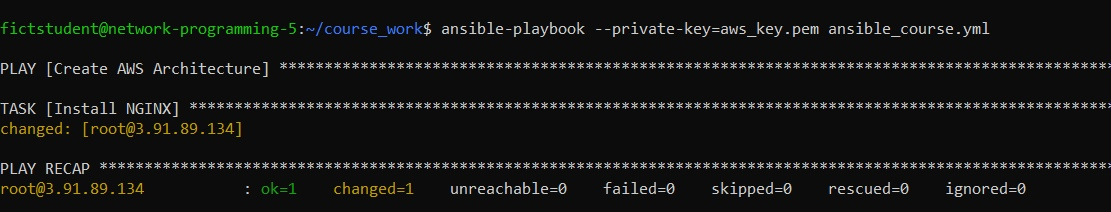 fictstudent@network-programming-5:~/course_work$ ansible-playbook --private-key=aws_key.pem ansible_course.yml
PLAY [Create AWS Architecture] ********************************************************************************************
TASK [Install NGINX] ******************************************************************************************************
changed: [root@3.91.89.134]
PLAY RECAP ****************************************************************************************************************
root@3.91.89.134           : ok=1    changed=1    unreachable=0    failed=0    skipped=0    rescued=0    ignored=0